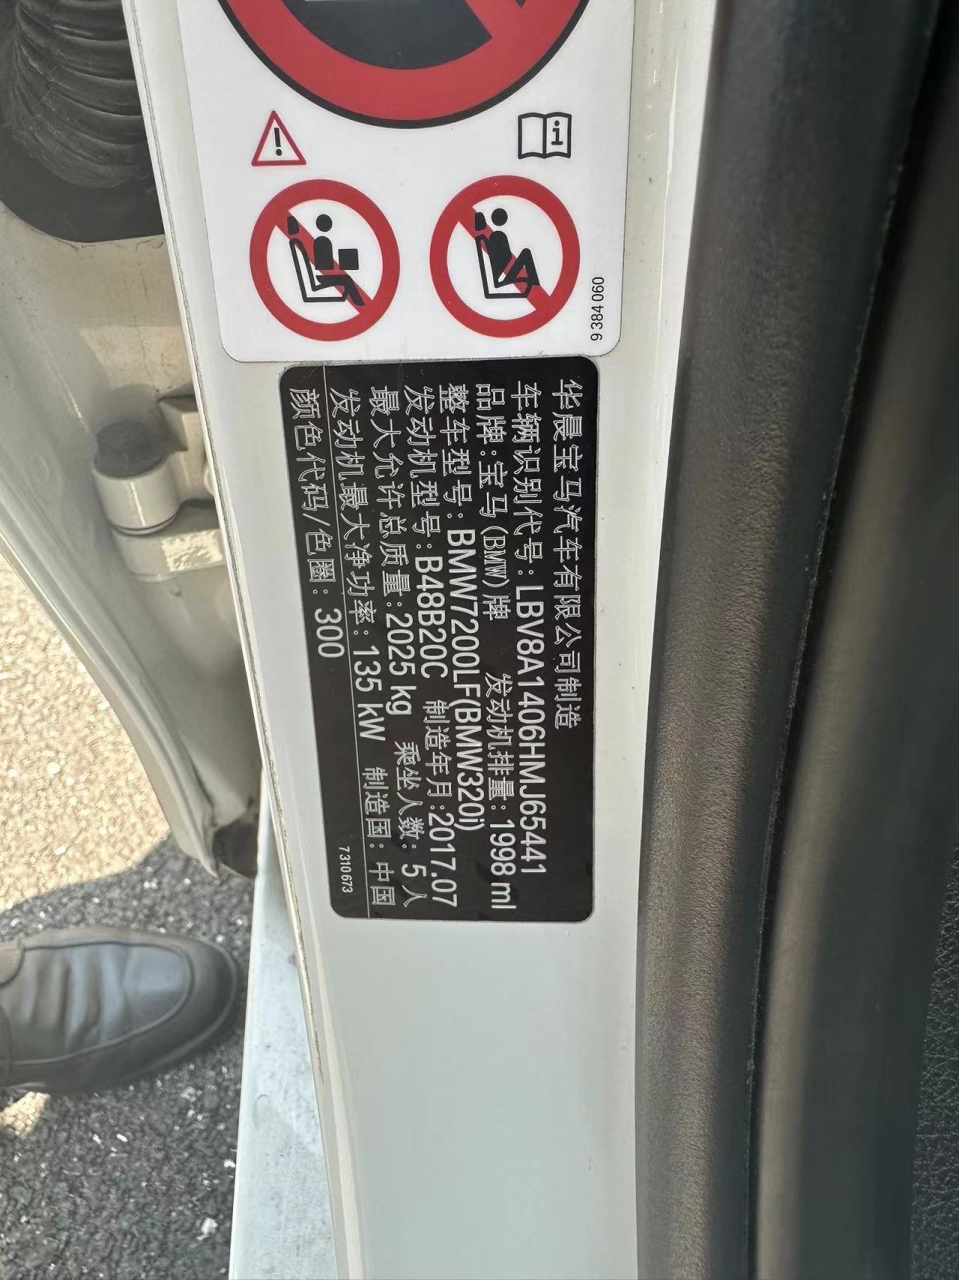 9 384 060
华晨宝马汽车有限公司制造
车辆识别代号:LBV8A1406HMJ65441
品牌:宝马(BMW)牌 发动机排量:1998ml
整车型号:BMW7200LF(BMW320i)
发动机型号:B48B20C 制造年月:2017.07
最大允许总质量:2025kg 乘坐人数:5人
发动机最大净功率:135 kW 制造国:中国
颜色代码/色圈:300
7310673